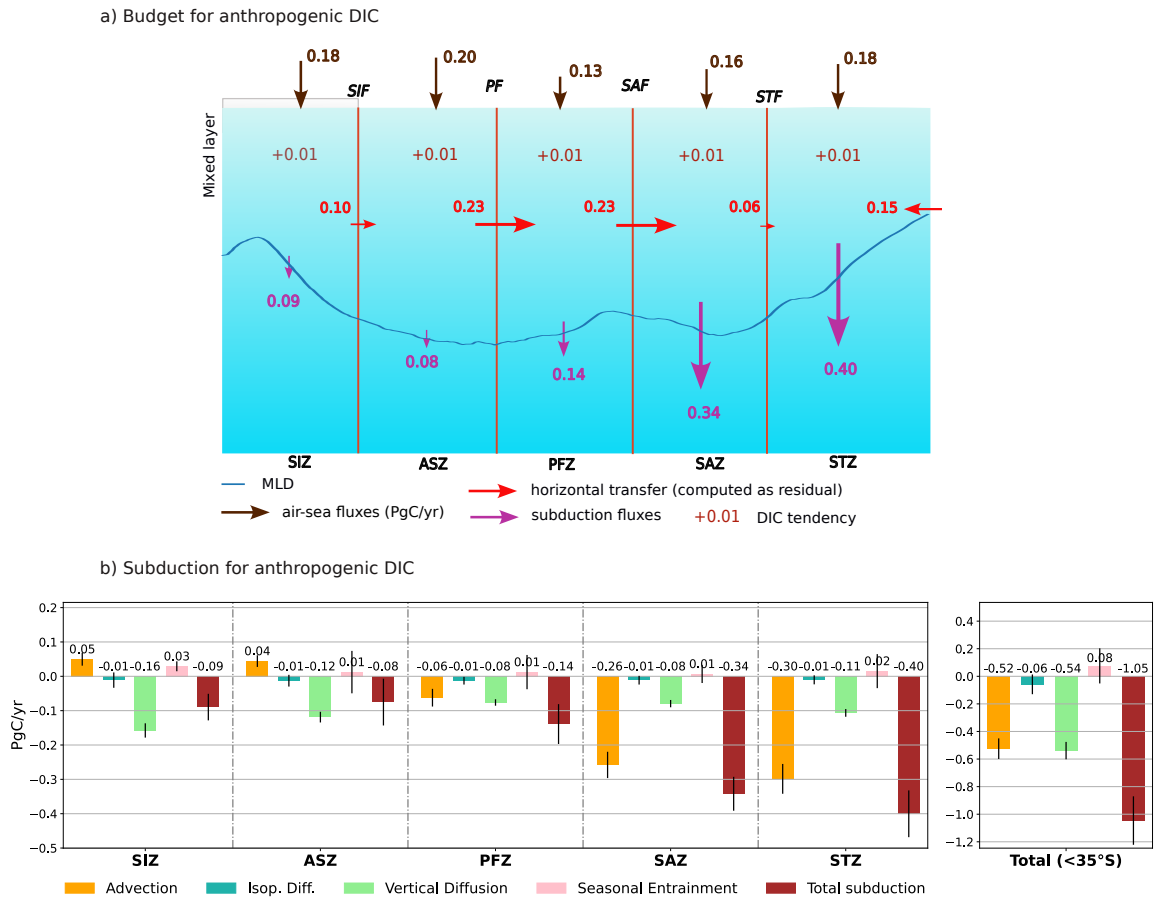 a) Budget for anthropogenic DIC
0.18 0.20 0.13 0.16 0.18
SIF PF SAF STF
Mixed layer
+0.01 +0.01 +0.01 +0.01 +0.01
0.10 0.23 0.23 0.06 0.15
0.09 0.08 0.14 0.34 0.40
SIZ ASZ PFZ SAZ STZ
MLD horizontal transfer (computed as residual)
air-sea fluxes (PgC/yr) subduction fluxes +0.01 DIC tendency
b) Subduction for anthropogenic DIC
PgC/yr
0.2
0.1
0.0
−0.1
−0.2
−0.3
−0.4
−0.5
0.05 -0.01 -0.16 0.03 -0.09
0.04 -0.01 -0.12 0.01 -0.08
-0.06 -0.01 -0.08 0.01 -0.14
-0.26 -0.01 -0.08 0.01 -0.34
-0.30 -0.01 -0.11 0.02 -0.40
SIZ ASZ PFZ SAZ STZ
0.4
0.2
0.0
−0.2
−0.4
−0.6
−0.8
−1.0
−1.2
-0.52 -0.06 -0.54 0.08 -1.05
Total (<35°S)
Advection Isop. Diff. Vertical Diffusion Seasonal Entrainment Total subduction